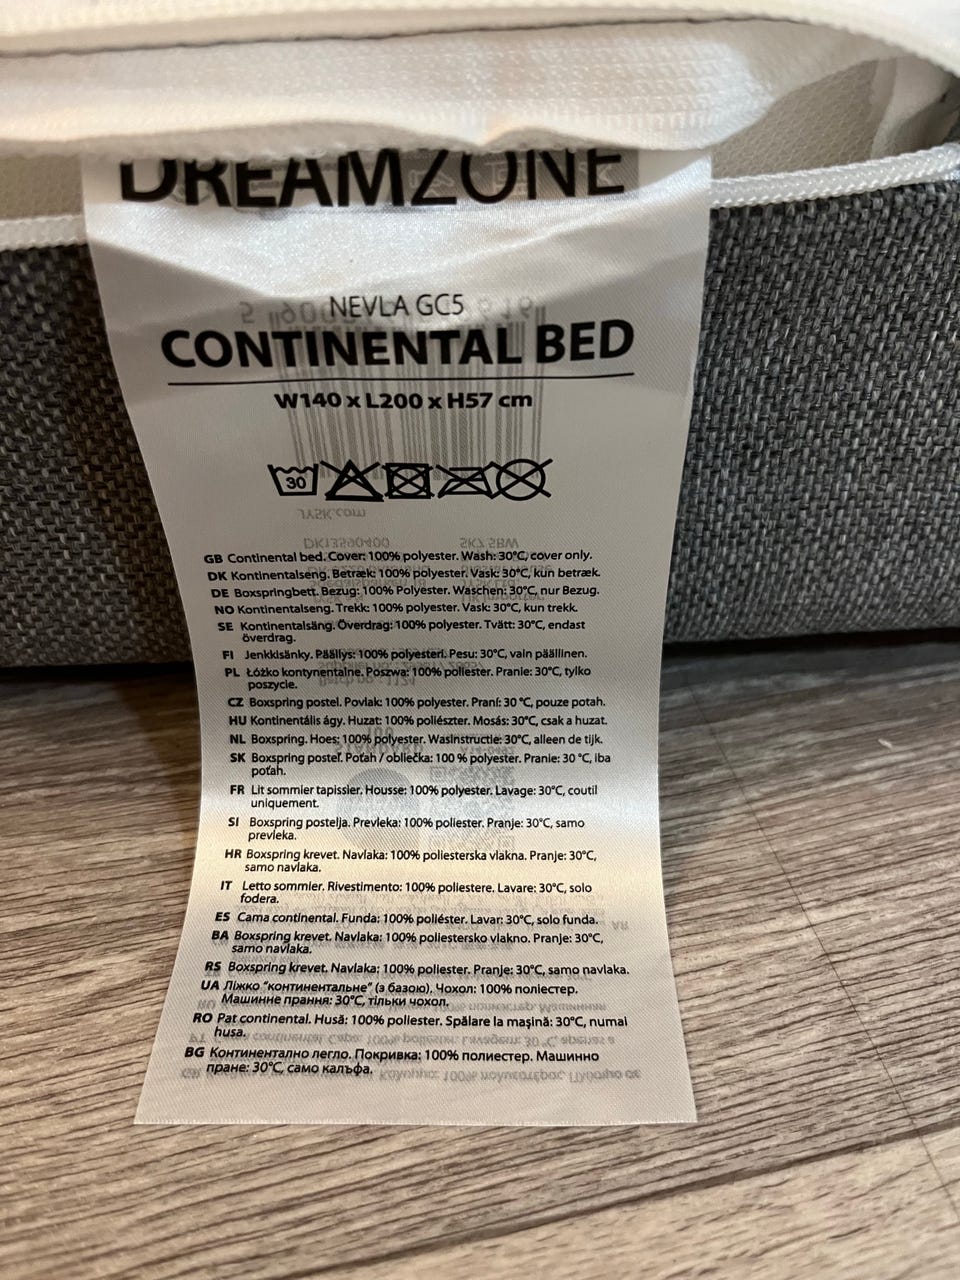 DREAMZONE
NEVLA GC5
CONTINENTAL BED
W140 x L200 x H57 cm
30
GB Continental bed. Cover: 100% polyester. Wash: 30°C, cover only.
DK Kontinentalseng. Betræk: 100% polyester. Vask: 30°C, kun betræk.
DE Boxspringbett. Bezug: 100% Polyester. Waschen: 30°C, nur Bezug.
NO Kontinentalseng. Trekk: 100% polyester. Vask: 30°C, kun trekk.
SE Kontinentalsäng. Överdrag: 100% polyester. Tvätt: 30°C, endast
överdrag.
FI Jenkkisänky. Päällys: 100% polyesteri. Pesu: 30°C, vain päällinen.
PL Łóżko kontynentalne. Poszwa: 100% poliester. Pranie: 30°C, tylko
poszycie.
CZ Boxspring postel. Povlak: 100% polyester. Praní: 30 °C, pouze potah.
HU Kontinentális ágy. Huzat: 100% poliészter. Mosás: 30°C, csak a huzat.
NL Boxspring. Hoes: 100% polyester. Wasinstructie: 30°C, alleen de tijk.
SK Boxspring posteľ. Poťah / obliečka: 100 % polyester. Pranie: 30 °C, iba
poťah.
FR Lit sommier tapissier. Housse: 100% polyester. Lavage: 30°C, coutil
uniquement.
SI Boxspring postelja. Prevleka: 100% poliester. Pranje: 30°C, samo
prevleka.
HR Boxspring krevet. Navlaka: 100% poliesterska vlakna. Pranje: 30°C,
samo navlaka.
IT Letto sommier. Rivestimento: 100% poliestere. Lavare: 30°C, solo
fodera.
ES Cama continental. Funda: 100% poliéster. Lavar: 30°C, solo funda.
BA Boxspring krevet. Navlaka: 100% poliestersko vlakno. Pranje: 30°C,
samo navlaka.
RS Boxspring krevet. Navlaka: 100% poliester. Pranje: 30°C, samo navlaka.
UA Ліжко "континентальне" (з базою). Чохол: 100% поліестер.
Машинне прання: 30°C, тільки чохол.
RO Pat continental. Husă: 100% poliester. Spălare la maşină: 30°C, numai
husa.
BG Континентално легло. Покривка: 100% полиестер. Машинно
пране: 30°C, само калъфа.